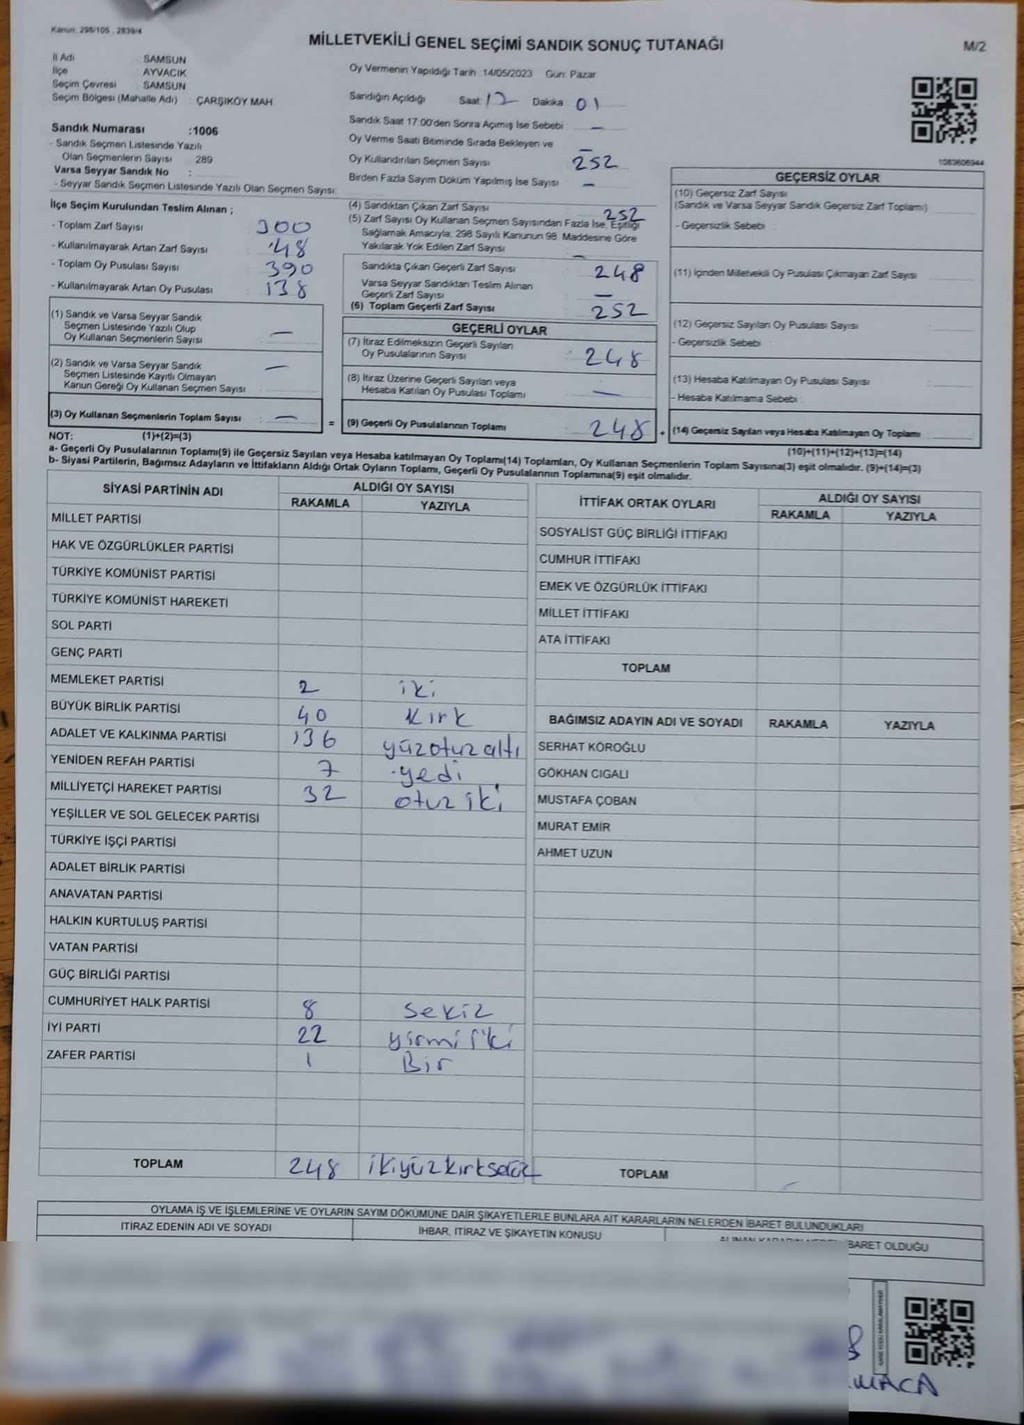 Kanun: 298/105 , 2839/4
MİLLETVEKİLİ GENEL SEÇİMİ SANDIK SONUÇ TUTANAĞI
M/2
İl Adı SAMSUN
İlçe AYVACIK
Seçim Çevresi SAMSUN
Seçim Bölgesi (Mahalle Adı) : ÇARŞIKÖY MAH
Sandık Numarası :1006
- Sandık Seçmen Listesinde Yazılı
Olan Seçmenlerin Sayısı 289
Varsa Seyyar Sandık No :
- Seyyar Sandık Seçmen Listesinde Yazılı Olan Seçmen Sayısı:
İlçe Seçim Kurulundan Teslim Alınan ;
- Toplam Zarf Sayısı 300
- Kullanılmayarak Artan Zarf Sayısı 48
- Toplam Oy Pusulası Sayısı 390
- Kullanılmayarak Artan Oy Pusulası 138
(1) Sandık ve Varsa Seyyar Sandık
Seçmen Listesinde Yazılı Olup
Oy Kullanan Seçmenlerin Sayısı —
(2) Sandık ve Varsa Seyyar Sandık
Seçmen Listesinde Kayıtlı Olmayan
Kanun Gereği Oy Kullanan Seçmen Sayısı —
(3) Oy Kullanan Seçmenlerin Toplam Sayısı —
Oy Vermenin Yapıldığı Tarih :14/05/2023 Gün: Pazar
Sandığın Açıldığı Saat 17 Dakika 01
Sandık Saat 17:00'den Sonra Açımış İse Sebebi —
Oy Verme Saati Bitiminde Sırada Bekleyen ve —
Oy Kullandırılan Seçmen Sayısı 252
Birden Fazla Sayım Döküm Yapılmış İse Sayısı —
(4) Sandıktan Çıkan Zarf Sayısı 252
(5) Zarf Sayısı Oy Kullanan Seçmen Sayısından Fazla İse, Eşitliği
Sağlamak Amacıyla, 298 Sayılı Kanunun 98. Maddesine Göre
Yakılarak Yok Edilen Zarf Sayısı —
Sandıkta Çıkan Geçerli Zarf Sayısı 248
Varsa Seyyar Sandıktan Teslim Alınan
Geçerli Zarf Sayısı —
(6) Toplam Geçerli Zarf Sayısı 252
GEÇERLİ OYLAR
(7) İtiraz Edilmeksizin Geçerli Sayılan
Oy Pusulalarının Sayısı 248
(8) İtiraz Üzerine Geçerli Sayılan veya
Hesaba Katılan Oy Pusulası Toplamı —
= (9) Geçerli Oy Pusulalarının Toplamı 248 +
1083606944
GEÇERSİZ OYLAR
(10) Geçersiz Zarf Sayısı
(Sandık ve Varsa Seyyar Sandık Geçersiz Zarf Toplamı)
- Geçersizlik Sebebi
(11) İçinden Milletvekili Oy Pusulası Çıkmayan Zarf Sayısı
(12) Geçersiz Sayılan Oy Pusulası Sayısı
- Geçersizlik Sebebi
(13) Hesaba Katılmayan Oy Pusulası Sayısı
- Hesaba Katılmama Sebebi
(14) Geçersiz Sayılan veya Hesaba Katılmayan Oy Toplamı
NOT: (1)+(2)=(3) (10)+(11)+(12)+(13)=(14)
a- Geçerli Oy Pusulalarının Toplamı(9) ile Geçersiz Sayılan veya Hesaba katılmayan Oy Toplamı(14) Toplamları, Oy Kullanan Seçmenlerin Toplam Sayısına(3) eşit olmalıdır. (9)+(14)=(3)
b- Siyasi Partilerin, Bağımsız Adayların ve İttifakların Aldığı Ortak Oyların Toplamı, Geçerli Oy Pusulalarının Toplamına(9) eşit olmalıdır.
SİYASİ PARTİNİN ADI ALDIĞI OY SAYISI
RAKAMLA YAZIYLA
MİLLET PARTİSİ
HAK VE ÖZGÜRLÜKLER PARTİSİ
TÜRKİYE KOMÜNİST PARTİSİ
TÜRKİYE KOMÜNİST HAREKETİ
SOL PARTİ
GENÇ PARTİ
MEMLEKET PARTİSİ 2 iki
BÜYÜK BİRLİK PARTİSİ 40 kırk
ADALET VE KALKINMA PARTİSİ 136 yüzotuzaltı
YENİDEN REFAH PARTİSİ 7 yedi
MİLLİYETÇİ HAREKET PARTİSİ 32 otuz iki
YEŞİLLER VE SOL GELECEK PARTİSİ
TÜRKİYE İŞÇİ PARTİSİ
ADALET BİRLİK PARTİSİ
ANAVATAN PARTİSİ
HALKIN KURTULUŞ PARTİSİ
VATAN PARTİSİ
GÜÇ BİRLİĞİ PARTİSİ
CUMHURİYET HALK PARTİSİ 8 sekiz
İYİ PARTİ 22 yirmi iki
ZAFER PARTİSİ 1 Bir
TOPLAM 248 ikiyüzkırksekiz
İTTİFAK ORTAK OYLARI ALDIĞI OY SAYISI
RAKAMLA YAZIYLA
SOSYALİST GÜÇ BİRLİĞİ İTTİFAKI
CUMHUR İTTİFAKI
EMEK VE ÖZGÜRLÜK İTTİFAKI
MİLLET İTTİFAKI
ATA İTTİFAKI
TOPLAM
BAĞIMSIZ ADAYIN ADI VE SOYADI RAKAMLA YAZIYLA
SERHAT KÖROĞLU
GÖKHAN CIGALI
MUSTAFA ÇOBAN
MURAT EMİR
AHMET UZUN
TOPLAM
OYLAMA İŞ VE İŞLEMLERİNE VE OYLARIN SAYIM DÖKÜMÜNE DAİR ŞİKAYETLERLE BUNLARA AİT KARARLARIN NELERDEN İBARET BULUNDUKLARI
İTİRAZ EDENİN ADI VE SOYADI İHBAR, İTİRAZ VE ŞİKAYETİN KONUSU İBARET OLDUĞU